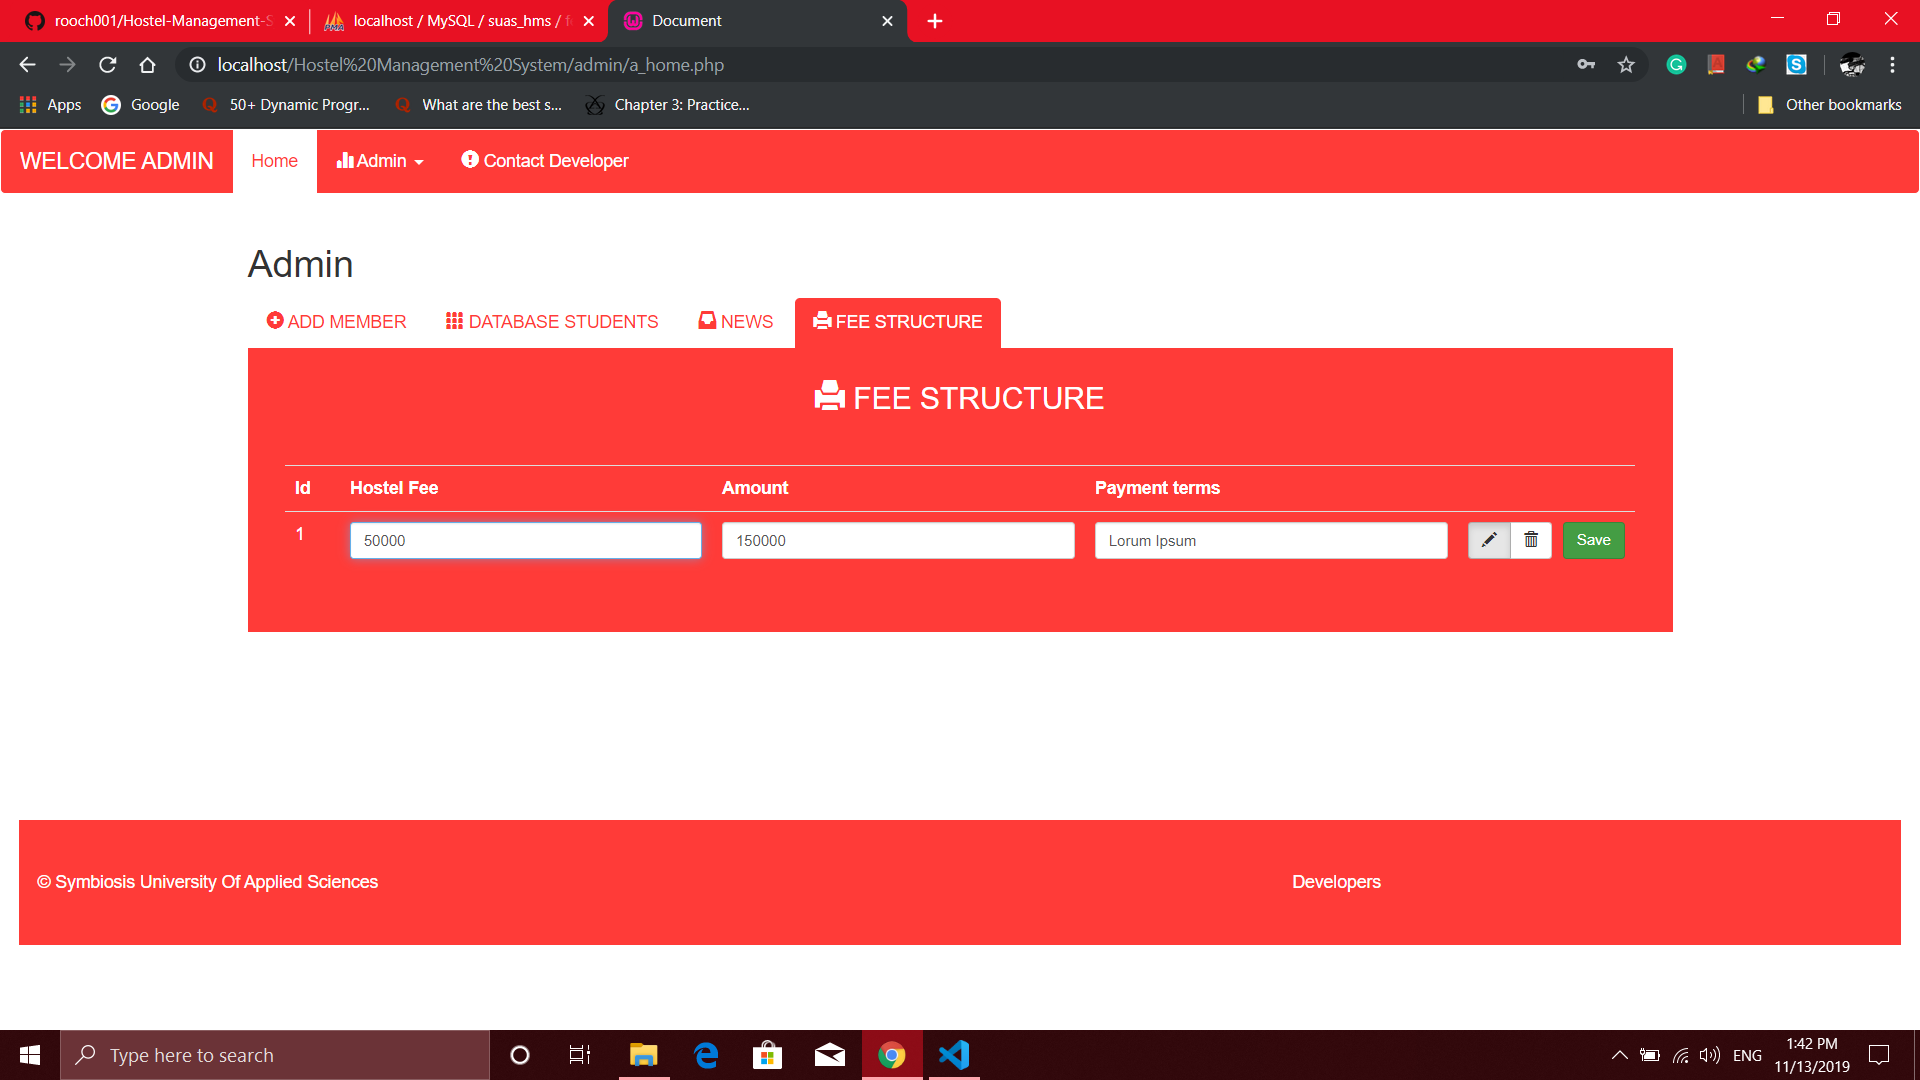 rooch001/Hostel-Management-S
localhost / MySQL / suas_hms / f
Document
localhost/Hostel%20Management%20System/admin/a_home.php
Apps
Google
50+ Dynamic Progr...
What are the best s...
Chapter 3: Practice...
Other bookmarks
WELCOME ADMIN
Home
Admin
Contact Developer
Admin
ADD MEMBER
DATABASE STUDENTS
NEWS
FEE STRUCTURE
FEE STRUCTURE
Id Hostel Fee Amount Payment terms
1 50000 150000 Lorum Ipsum Save
© Symbiosis University Of Applied Sciences
Developers
Type here to search
ENG
1:42 PM
11/13/2019